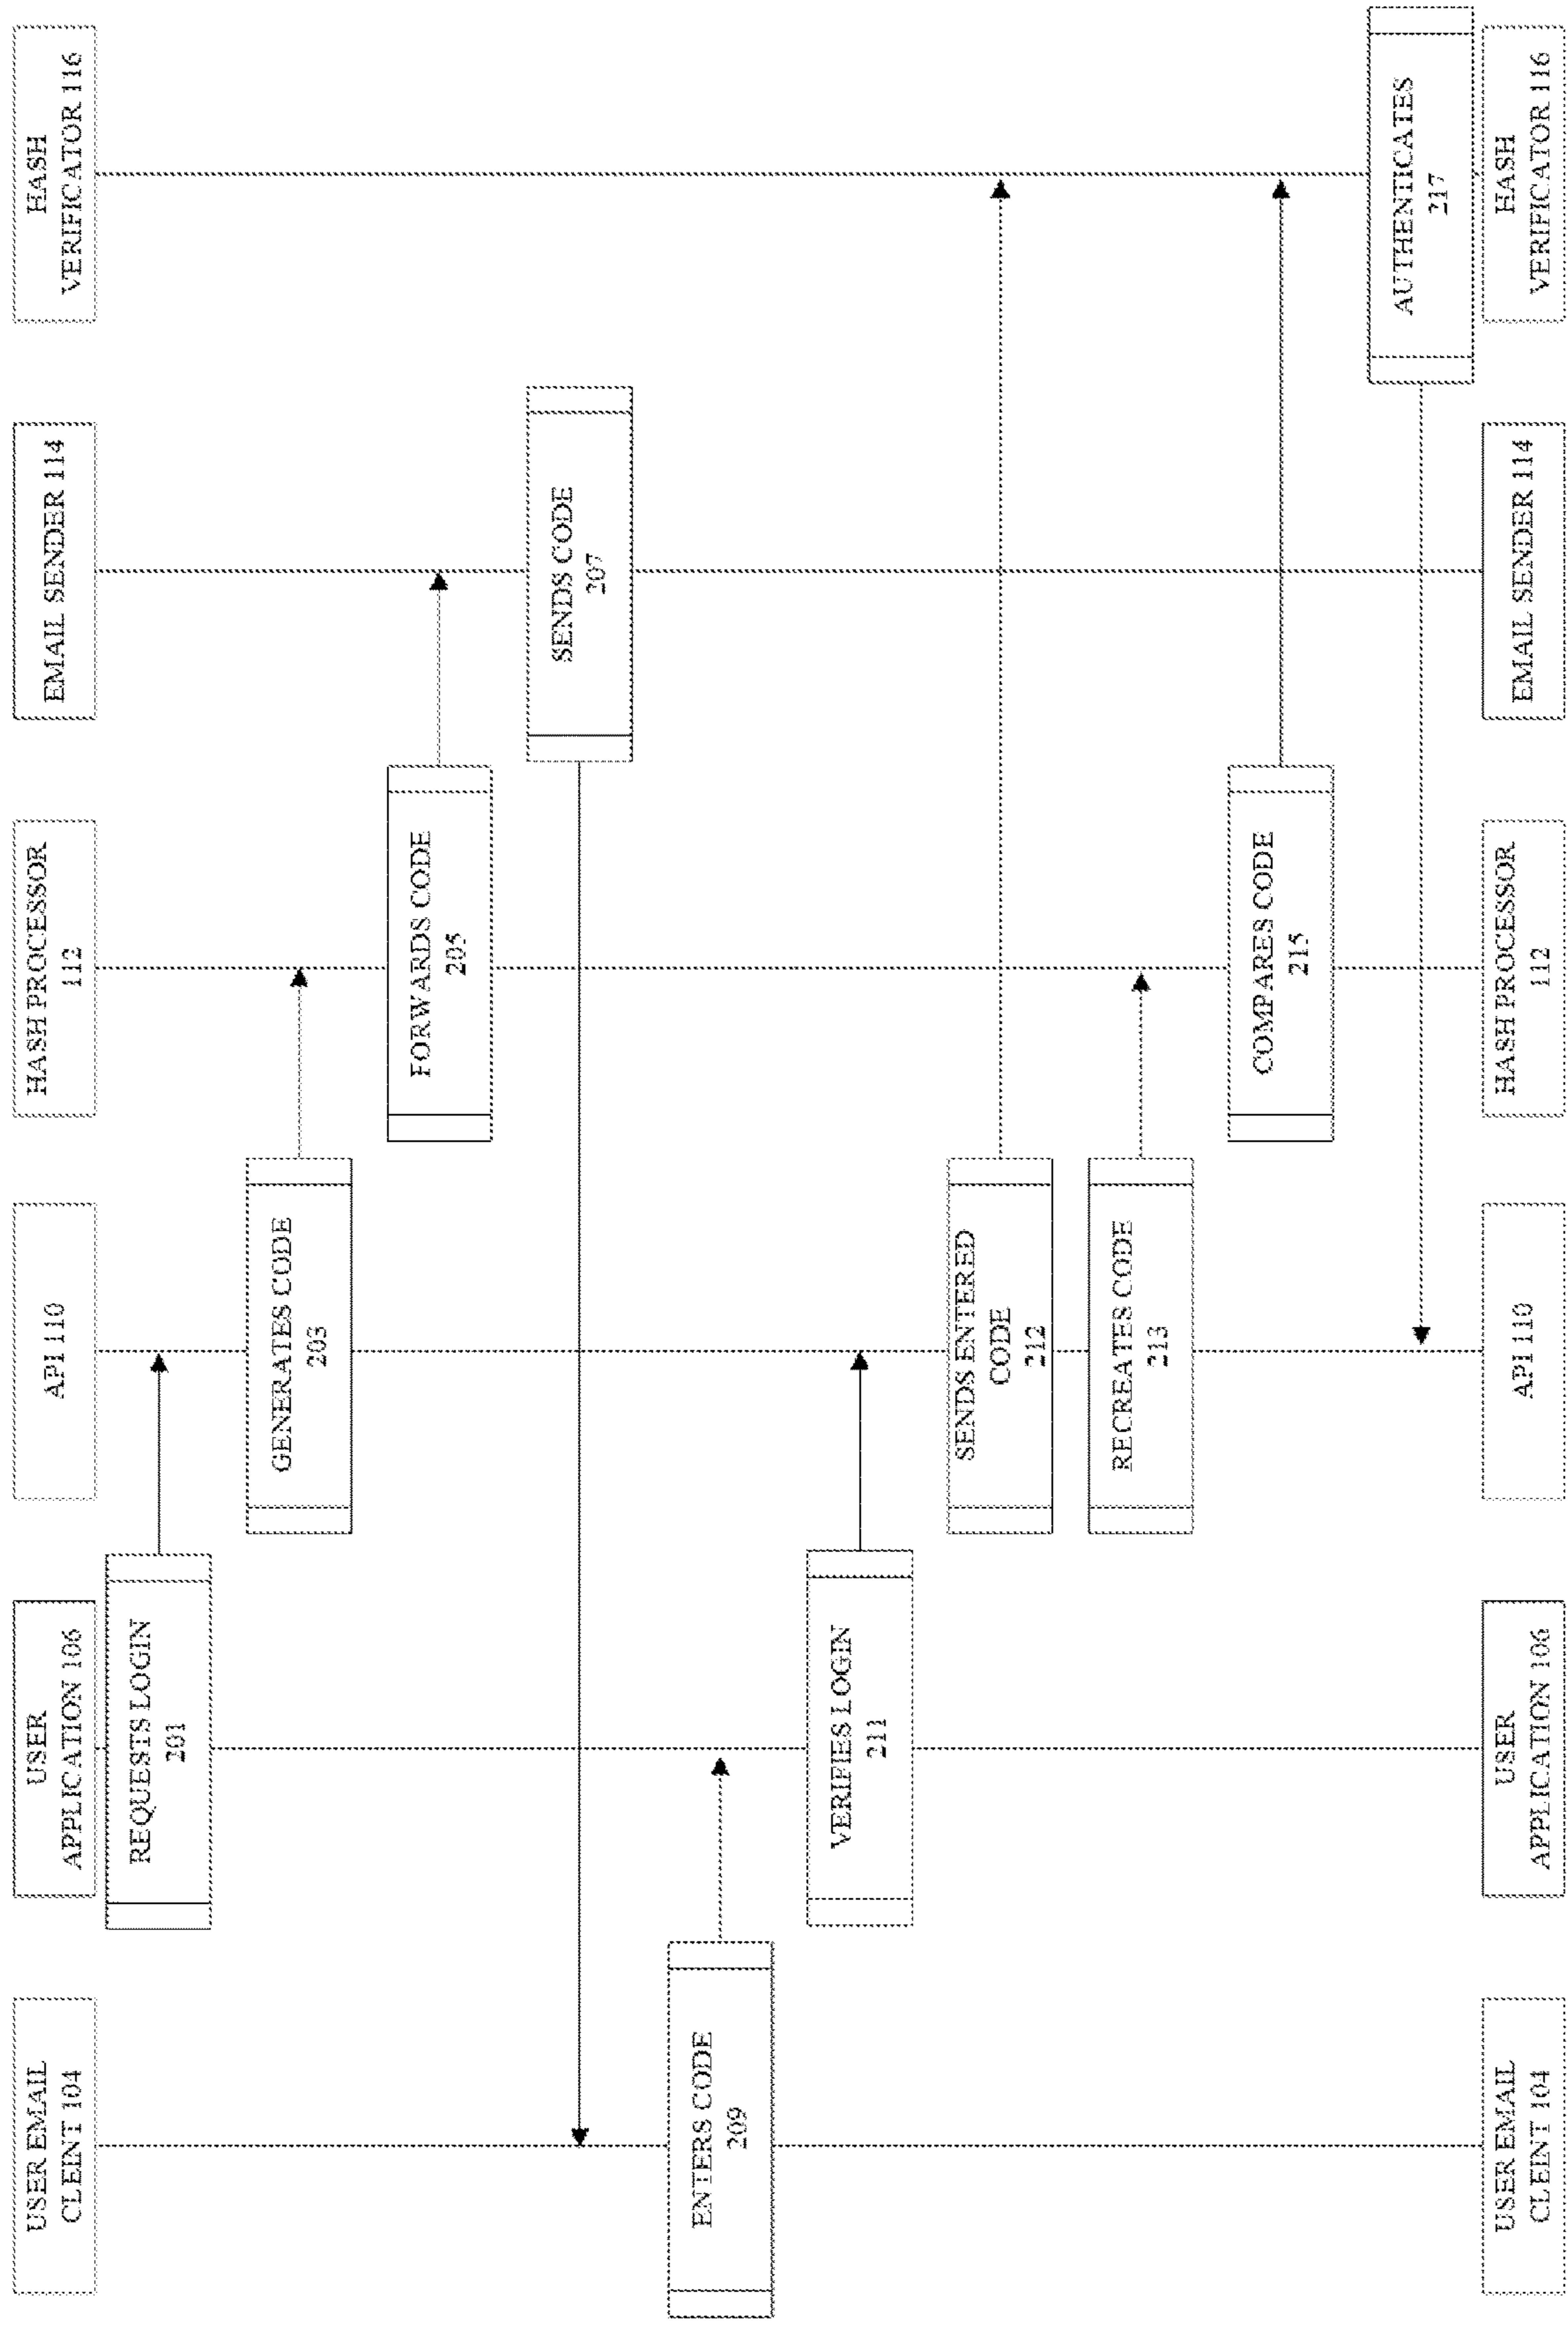 USER EMAIL
CLEINT 104
USER
APPLICATION 106
API 110
HASH PROCESSOR
112
EMAIL SENDER 114
HASH
VERIFICATOR 116
REQUESTS LOGIN
201
GENERATES CODE
203
FORWARDS CODE
205
SENDS CODE
207
ENTERS CODE
209
VERIFIES LOGIN
211
SENDS ENTERED
CODE
212
RECREATES CODE
213
COMPARES CODE
215
AUTHENTICATES
217
USER EMAIL
CLEINT 104
USER
APPLICATION 106
API 110
HASH PROCESSOR
112
EMAIL SENDER 114
HASH
VERIFICATOR 116